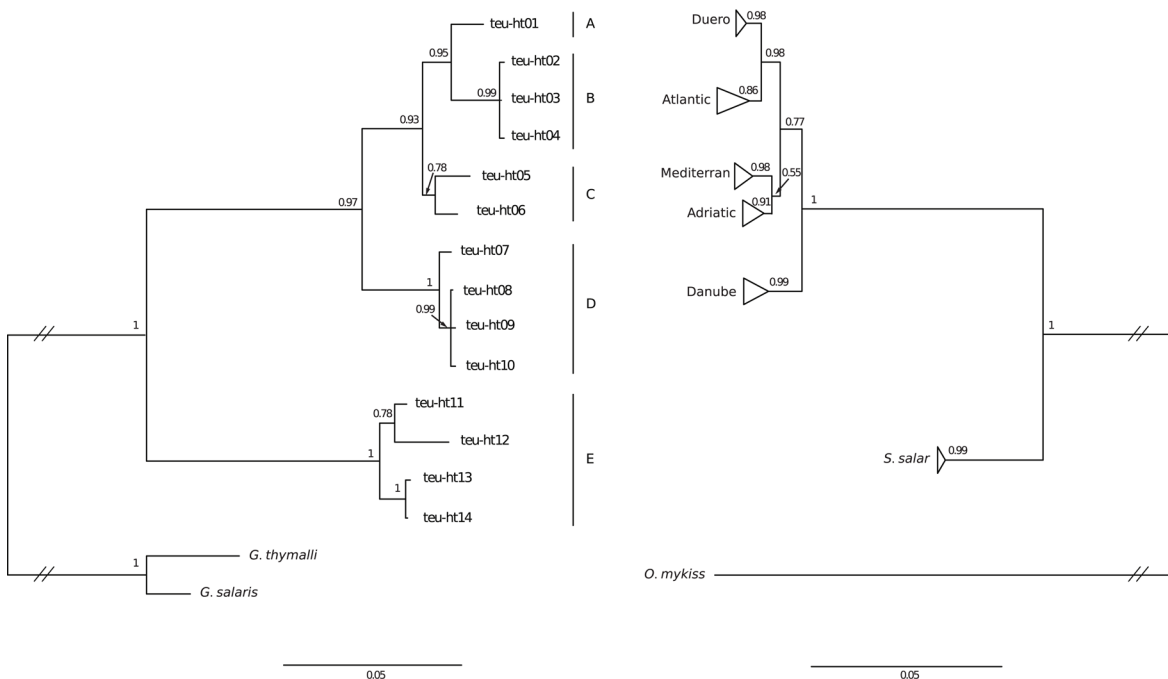 teu-ht01
A
0.95
teu-ht02
0.99
teu-ht03
B
teu-ht04
0.93
0.78
teu-ht05
C
teu-ht06
0.97
teu-ht07
1
teu-ht08
D
0.99
teu-ht09
teu-ht10
1
teu-ht11
0.78
teu-ht12
1
E
teu-ht13
1
teu-ht14
1
G. thymalli
G. salaris
0.05
Duero
0.98
0.98
Atlantic
0.86
0.77
Mediterran
0.98
0.55
Adriatic
0.91
1
Danube
0.99
1
S. salar
0.99
O. mykiss
0.05